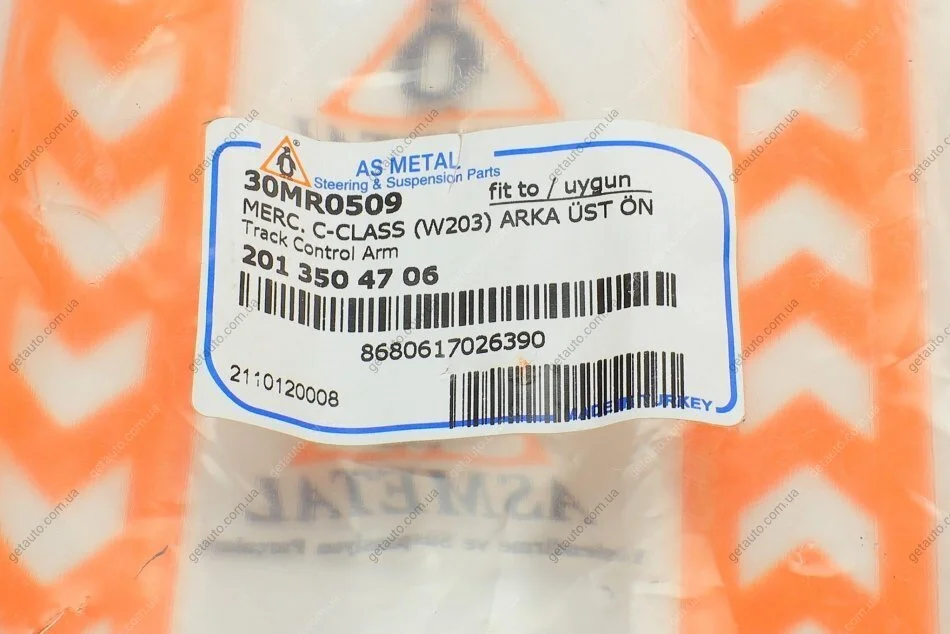 AS METAL
Steering & Suspension Parts
30MR0509
fit to / uygun
MERC. C-CLASS (W203) ARKA ÜST ÖN
Track Control Arm
201 350 47 06
8680617026390
2110120008
MADE IN TURKEY
ASMETAL
getauto.com.ua